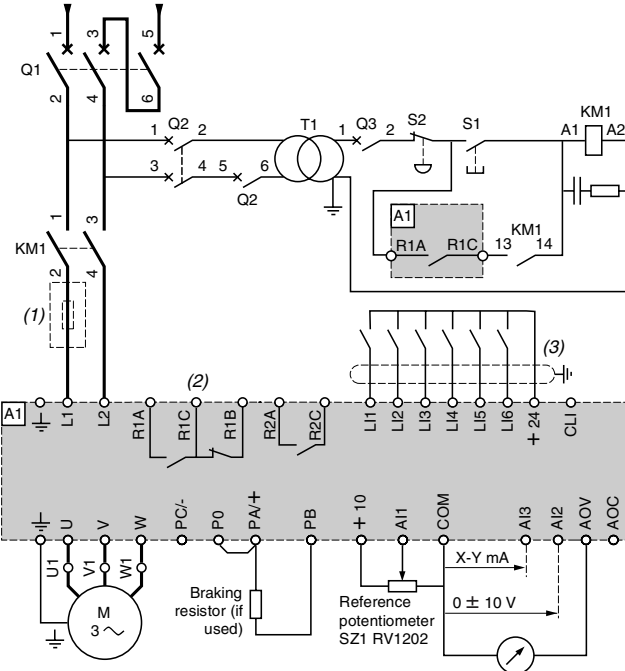 1 3 5
Q1
2 4 6
1 Q2 2
T1
1 Q3 2
S2
S1
KM1
A1 A2
3 4 5 6
Q2
A1
R1A R1C
KM1
13 14
1 3
KM1
2 4
(1)
(2)
(3)
A1
L1
L2
R1A
R1C
R1B
R2A
R2C
LI1
LI2
LI3
LI4
LI5
LI6
+ 24
CLI
U
V
W
PC/-
P0
PA/+
PB
+ 10
AI1
COM
AI3
AI2
AOV
AOC
U1
V1
W1
M
3
X-Y mA
0 ± 10 V
Braking
resistor (if
used)
Reference
potentiometer
SZ1 RV1202